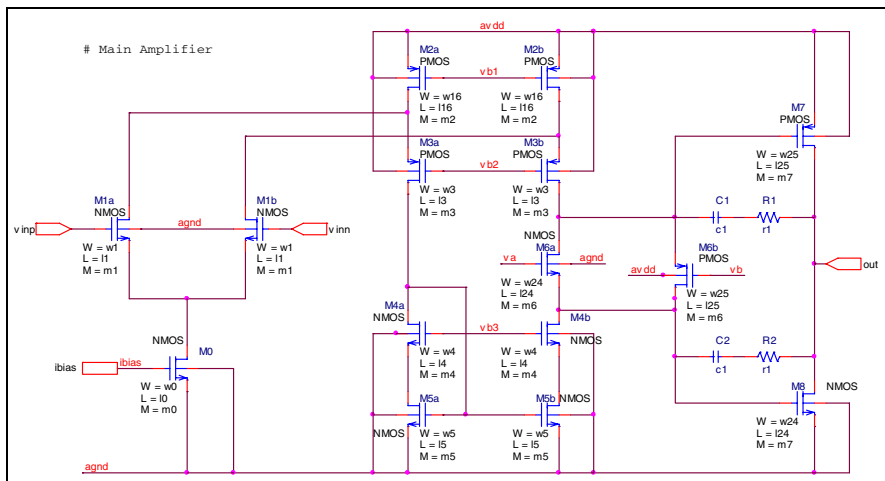 # Main Amplifier
avdd
M2a
PMOS
W = w16
L = l16
M = m2
vb1
M2b
PMOS
W = w16
L = l16
M = m2
M7
PMOS
W = w25
L = l25
M = m7
M3a
PMOS
W = w3
L = l3
M = m3
vb2
M3b
PMOS
W = w3
L = l3
M = m3
vinp
M1a
NMOS
W = w1
L = l1
M = m1
agnd
M1b
NMOS
W = w1
L = l1
M = m1
vinn
C1
c1
R1
r1
NMOS
M6a
va
agnd
W = w24
L = l24
M = m6
M6b
PMOS
avdd
vb
W = w25
L = l25
M = m6
out
M4a
NMOS
W = w4
L = l4
M = m4
vb3
M4b
NMOS
W = w4
L = l4
M = m4
C2
c1
R2
r1
ibias
ibias
NMOS
M0
W = w0
L = l0
M = m0
M5a
NMOS
W = w5
L = l5
M = m5
M5b
NMOS
W = w5
L = l5
M = m5
M8
NMOS
W = w24
L = l24
M = m7
agnd